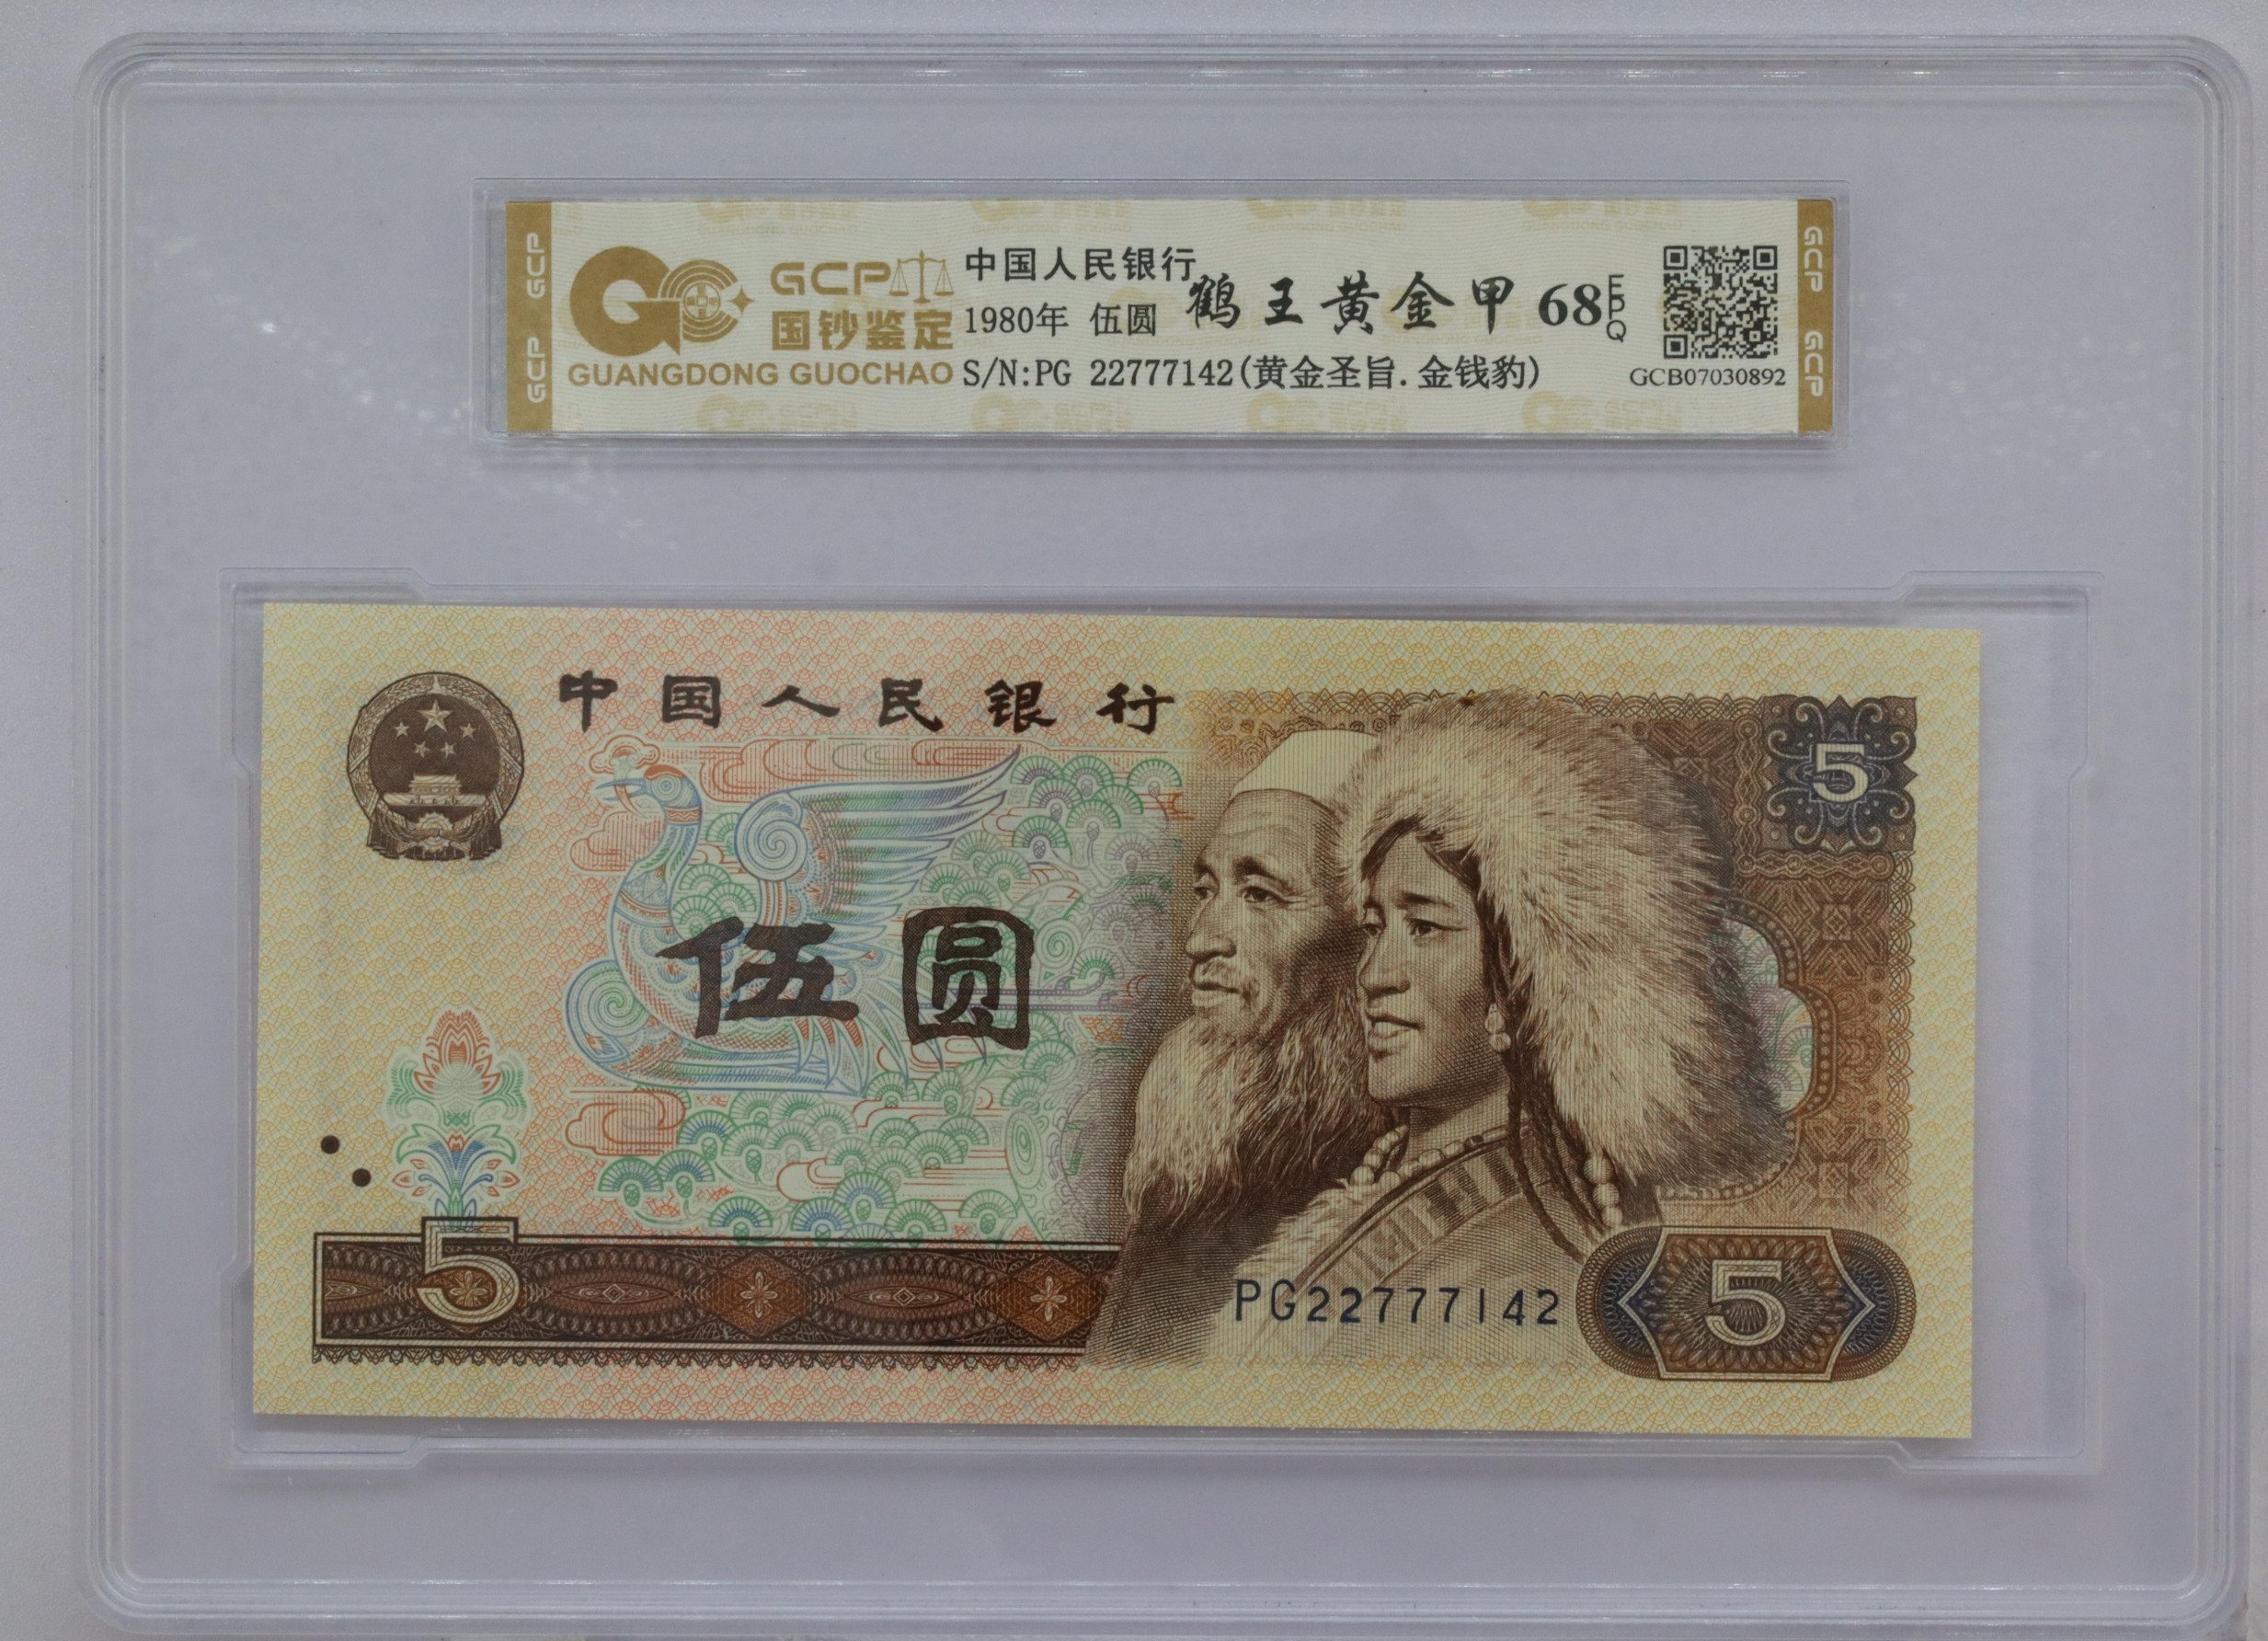 GCP GCP
GCP
国钞鉴定
GUANGDONG GUOCHAO
中国人民银行
1980年 伍圆
鹤王黄金甲 68 EPQ
S/N:PG 22777142(黄金圣旨.金钱豹)
GCB07030892
GCP GCP
中国人民银行
5
伍圆
5
PG22777142
5